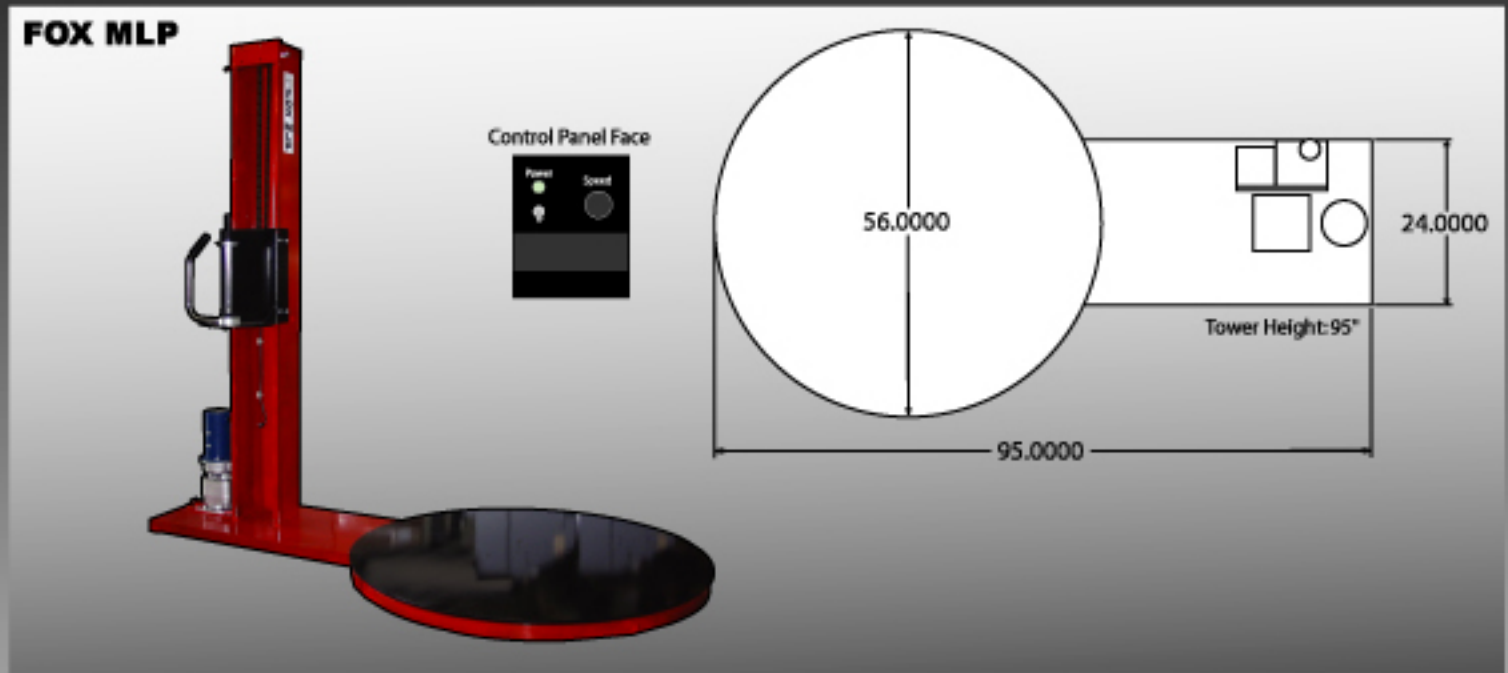 FOX MLP
Control Panel Face
Power
Speed
56.0000
24.0000
Tower Height: 95"
95.0000